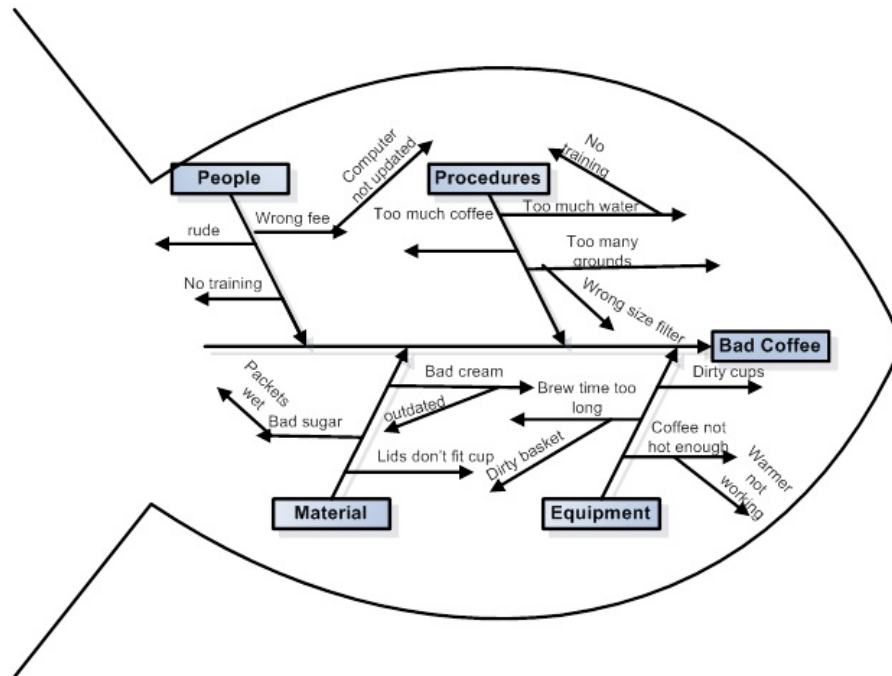 People
Wrong fee
Computer
not updated
rude
No training
Procedures
No
training
Too much coffee
Too much water
Too many
grounds
Wrong size filter
Bad Coffee
Packets
wet
Bad sugar
Bad cream
outdated
Lids don't fit cup
Material
Brew time too
long
Dirty basket
Dirty cups
Coffee not
hot enough
Warmer
not
working
Equipment